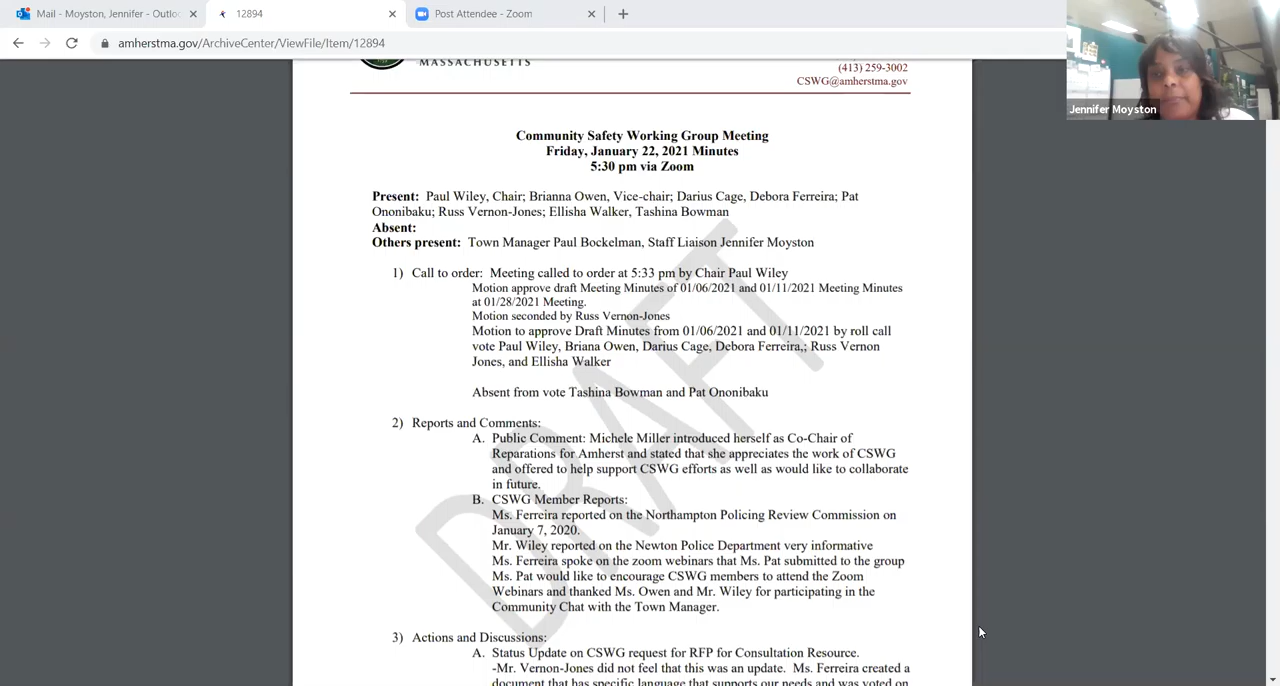 Mail - Moyston, Jennifer - Outlo
12894
Post Attendee - Zoom
amherstma.gov/ArchiveCenter/ViewFile/Item/12894
Jennifer Moyston
MASSACHUSETTS
(413) 259-3002
CSWG@amherstma.gov
Community Safety Working Group Meeting
Friday, January 22, 2021 Minutes
5:30 pm via Zoom
Present: Paul Wiley, Chair; Brianna Owen, Vice-chair; Darius Cage, Debora Ferreira; Pat
Ononibaku; Russ Vernon-Jones; Ellisha Walker, Tashina Bowman
Absent:
Others present: Town Manager Paul Bockelman, Staff Liaison Jennifer Moyston
1) Call to order: Meeting called to order at 5:33 pm by Chair Paul Wiley
Motion approve draft Meeting Minutes of 01/06/2021 and 01/11/2021 Meeting Minutes
at 01/28/2021 Meeting.
Motion seconded by Russ Vernon-Jones
Motion to approve Draft Minutes from 01/06/2021 and 01/11/2021 by roll call
vote Paul Wiley, Briana Owen, Darius Cage, Debora Ferreira,; Russ Vernon
Jones, and Ellisha Walker
Absent from vote Tashina Bowman and Pat Ononibaku
2) Reports and Comments:
A. Public Comment: Michele Miller introduced herself as Co-Chair of
Reparations for Amherst and stated that she appreciates the work of CSWG
and offered to help support CSWG efforts as well as would like to collaborate
in future.
B. CSWG Member Reports:
Ms. Ferreira reported on the Northampton Policing Review Commission on
January 7, 2020.
Mr. Wiley reported on the Newton Police Department very informative
Ms. Ferreira spoke on the zoom webinars that Ms. Pat submitted to the group
Ms. Pat would like to encourage CSWG members to attend the Zoom
Webinars and thanked Ms. Owen and Mr. Wiley for participating in the
Community Chat with the Town Manager.
3) Actions and Discussions:
A. Status Update on CSWG request for RFP for Consultation Resource.
-Mr. Vernon-Jones did not feel that this was an update. Ms. Ferreira created a
document that has specific language that supports our needs and was voted on
DRAFT